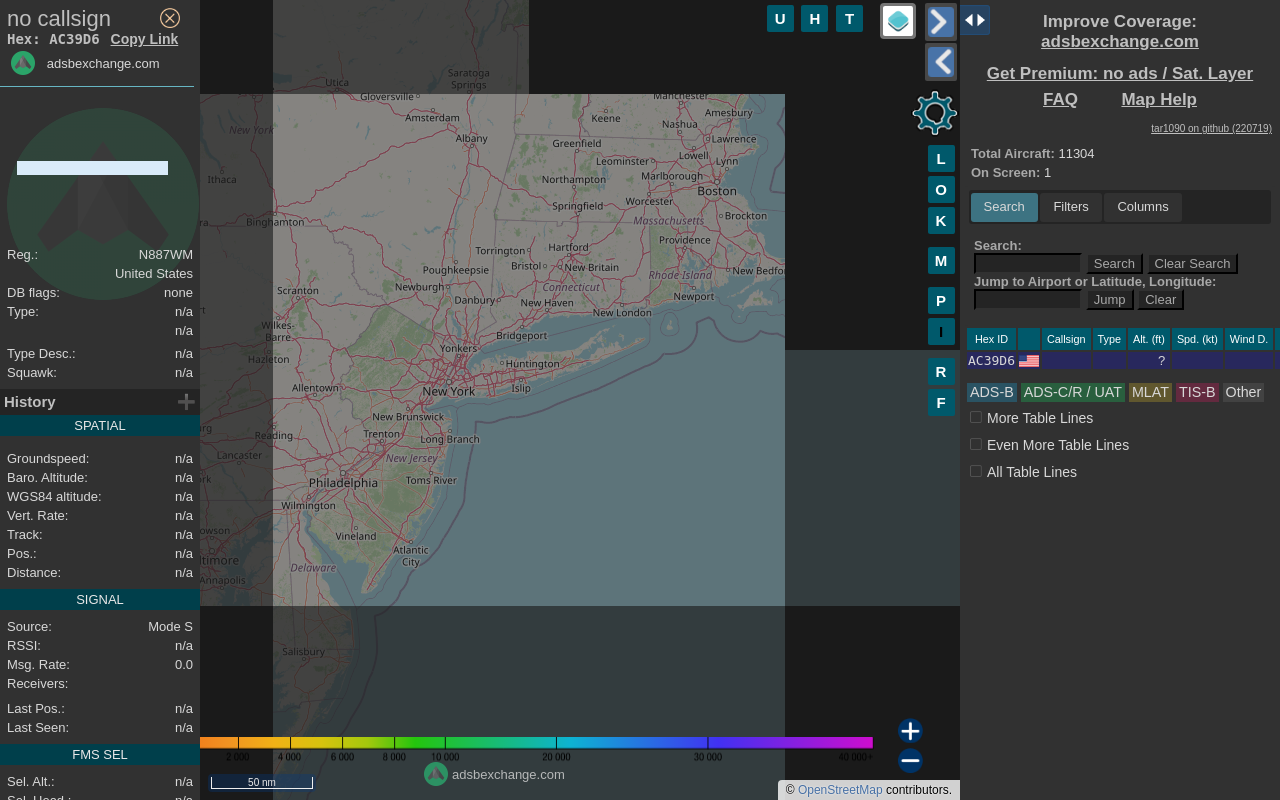 no callsign
Hex: AC39D6 Copy Link
adsbexchange.com
Reg.: N887WM
United States
DB flags: none
Type: n/a
n/a
Type Desc.: n/a
Squawk: n/a
History
SPATIAL
Groundspeed: n/a
Baro. Altitude: n/a
WGS84 altitude: n/a
Vert. Rate: n/a
Track: n/a
Pos.: n/a
Distance: n/a
SIGNAL
Source: Mode S
RSSI: n/a
Msg. Rate: 0.0
Receivers:
Last Pos.: n/a
Last Seen: n/a
FMS SEL
Sel. Alt.: n/a
Utica
Saratoga
Springs
Gloversville
Manchester
Amsterdam
Keene
Amesbury
Nashua
New York
Albany
Greenfield
Lawrence
Leominster
Lowell
Lynn
Ithaca
Northampton
Marlborough
Boston
Springfield
Worcester
Binghamton
Massachusetts
Brockton
Torrington
Hartford
Providence
Poughkeepsie
Bristol
New Britain
Rhode Island
New Bedfo
Scranton
Newburgh
Danbury
Connecticut
New Haven
Newport
New London
Wilkes-
Barre
Bridgeport
Hazleton
Yonkers
Huntington
Allentown
New York
Islip
New Brunswick
Reading
Trenton
Long Branch
Lancaster
New Jersey
Philadelphia
Toms River
Wilmington
Vineland
Atlantic
City
Delaware
Annapolis
Salisbury
U H T
L
O
K
M
P
I
R
F
2 000 4 000 6 000 8 000 10 000 20 000 30 000 40 000+
50 nm
adsbexchange.com
© OpenStreetMap contributors.
Improve Coverage:
adsbexchange.com
Get Premium: no ads / Sat. Layer
FAQ Map Help
tar1090 on github (220719)
Total Aircraft: 11304
On Screen: 1
Search Filters Columns
Search:
Search Clear Search
Jump to Airport or Latitude, Longitude:
Jump Clear
Hex ID Callsign Type Alt. (ft) Spd. (kt) Wind D.
AC39D6 ?
ADS-B ADS-C/R / UAT MLAT TIS-B Other
More Table Lines
Even More Table Lines
All Table Lines